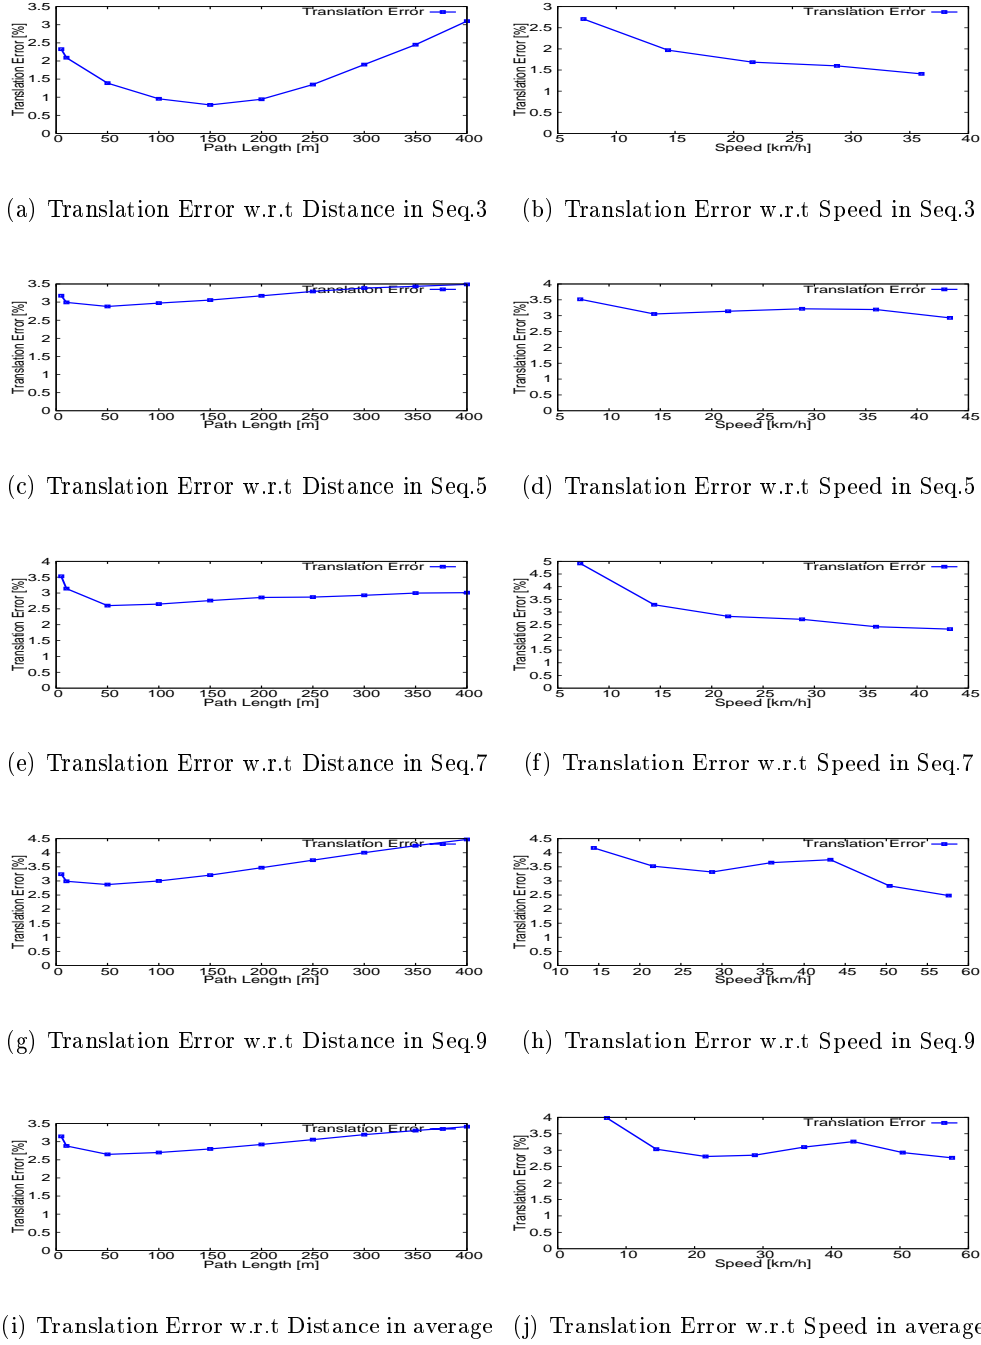 3.5
3
2.5
2
1.5
1
0.5
0
Translation Error [%]
Translation Error
0 50 100 150 200 250 300 350 400
Path Length [m]
3
2.5
2
1.5
1
0.5
0
Translation Error [%]
Translation Error
5 10 15 20 25 30 35 40
Speed [km/h]
(a) Translation Error w.r.t Distance in Seq.3
(b) Translation Error w.r.t Speed in Seq.3
3.5
3
2.5
2
1.5
1
0.5
0
Translation Error [%]
Translation Error
0 50 100 150 200 250 300 350 400
Path Length [m]
4
3.5
3
2.5
2
1.5
1
0.5
0
Translation Error [%]
Translation Error
5 10 15 20 25 30 35 40 45
Speed [km/h]
(c) Translation Error w.r.t Distance in Seq.5
(d) Translation Error w.r.t Speed in Seq.5
4
3.5
3
2.5
2
1.5
1
0.5
0
Translation Error [%]
Translation Error
0 50 100 150 200 250 300 350 400
Path Length [m]
5
4.5
4
3.5
3
2.5
2
1.5
1
0.5
0
Translation Error [%]
Translation Error
5 10 15 20 25 30 35 40 45
Speed [km/h]
(e) Translation Error w.r.t Distance in Seq.7
(f) Translation Error w.r.t Speed in Seq.7
4.5
4
3.5
3
2.5
2
1.5
1
0.5
0
Translation Error [%]
Translation Error
0 50 100 150 200 250 300 350 400
Path Length [m]
4.5
4
3.5
3
2.5
2
1.5
1
0.5
0
Translation Error [%]
Translation Error
10 15 20 25 30 35 40 45 50 55 60
Speed [km/h]
(g) Translation Error w.r.t Distance in Seq.9
(h) Translation Error w.r.t Speed in Seq.9
3.5
3
2.5
2
1.5
1
0.5
0
Translation Error [%]
Translation Error
0 50 100 150 200 250 300 350 400
Path Length [m]
4
3.5
3
2.5
2
1.5
1
0.5
0
Translation Error [%]
Translation Error
0 10 20 30 40 50 60
Speed [km/h]
(i) Translation Error w.r.t Distance in average
(j) Translation Error w.r.t Speed in average